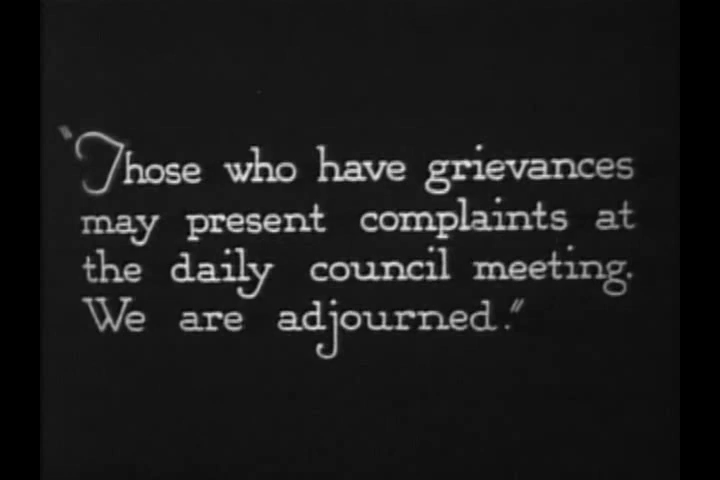 "Those who have grievances
may present complaints at
the daily council meeting.
We are adjourned."